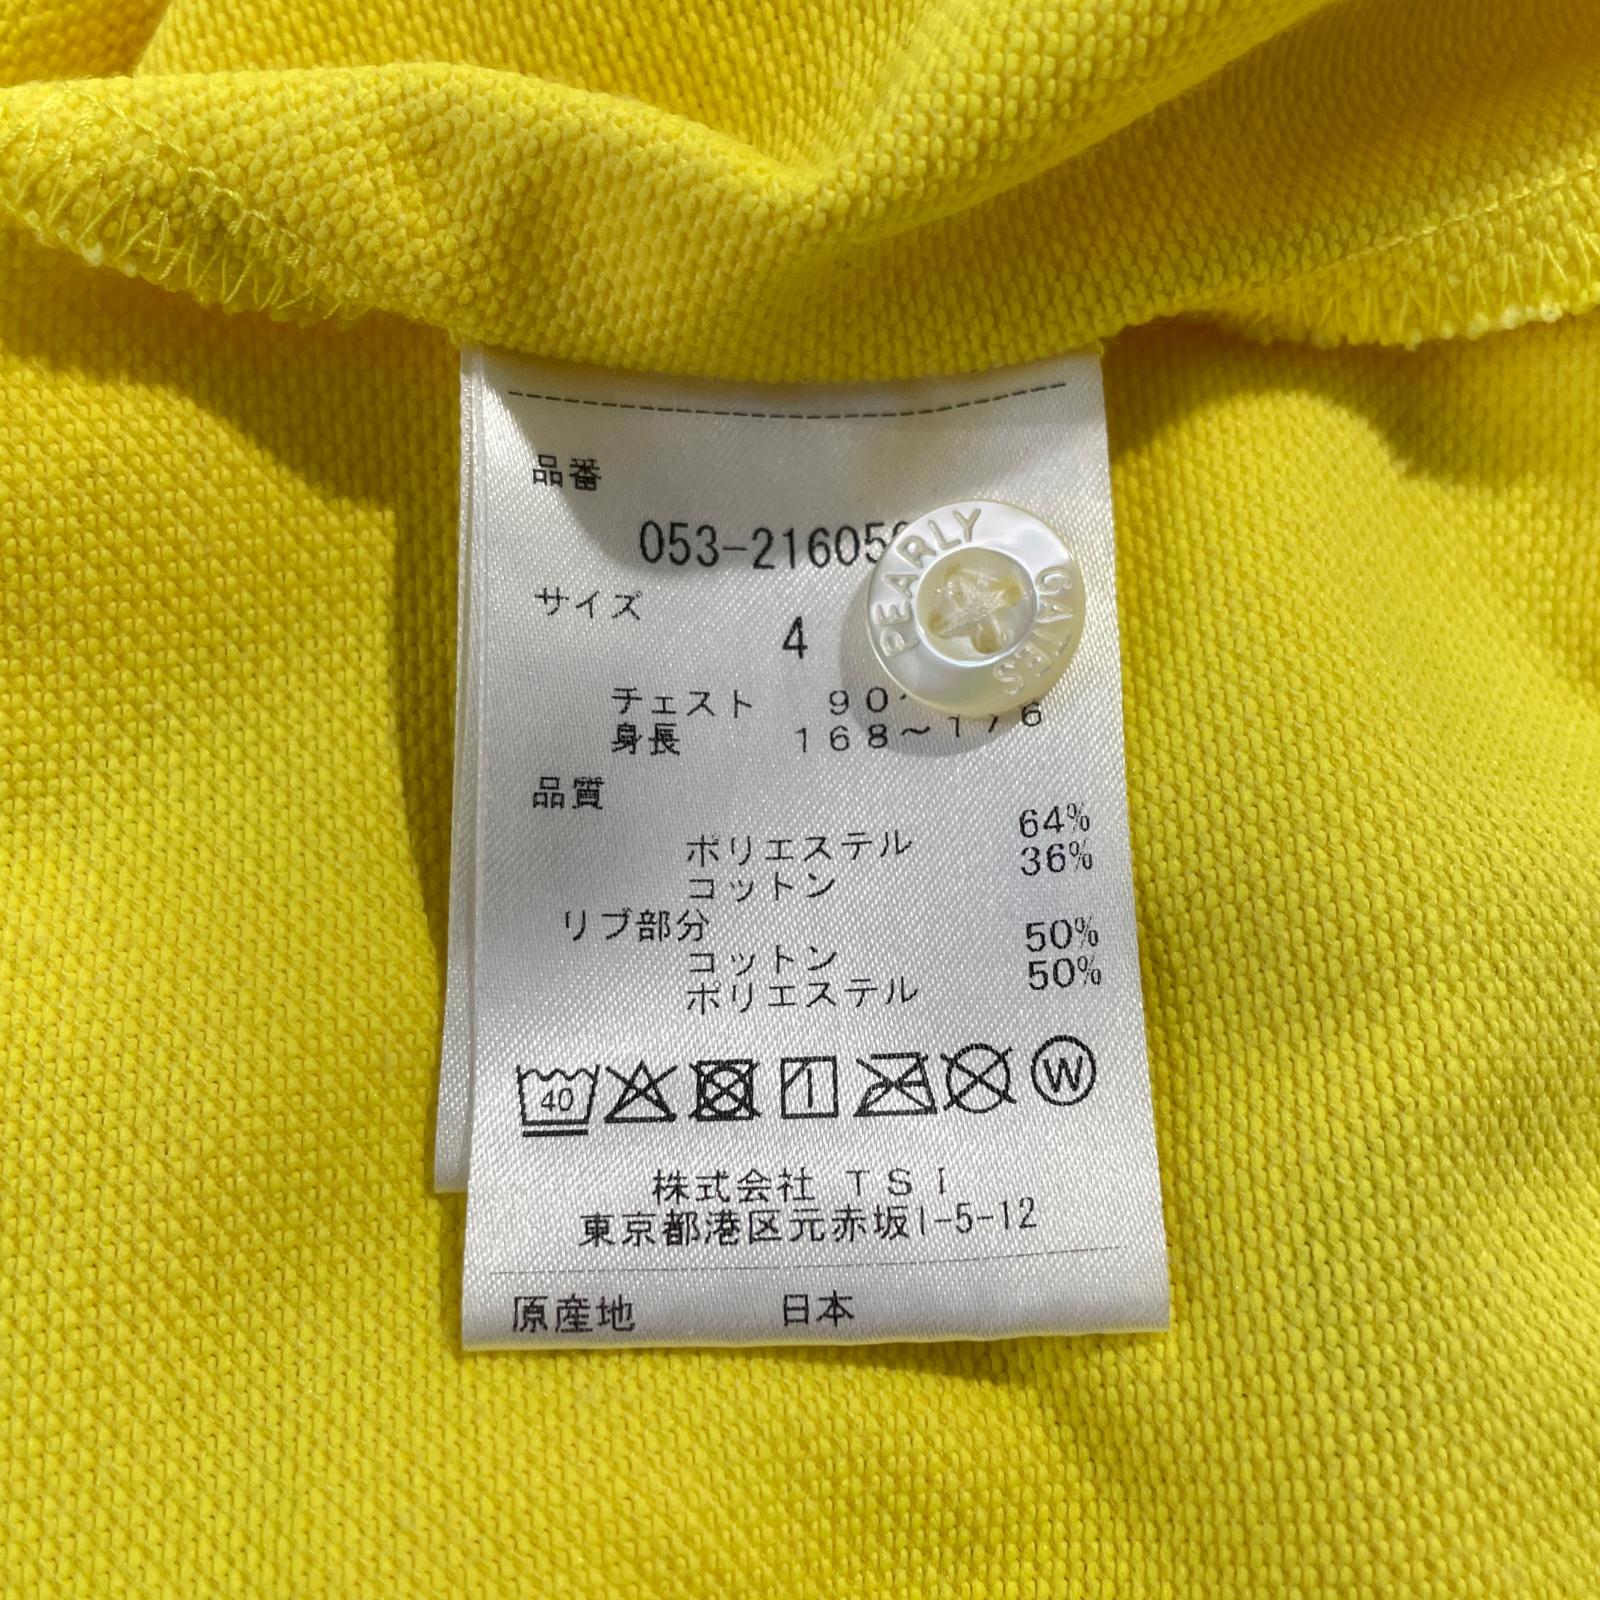 品番
053-21605
サイズ
4
PEARLY GATES
チェスト 90
身長 168～176
品質
ポリエステル 64%
コットン 36%
リブ部分
コットン 50%
ポリエステル 50%
40
W
株式会社 TSI
東京都港区元赤坂1-5-12
原産地 日本